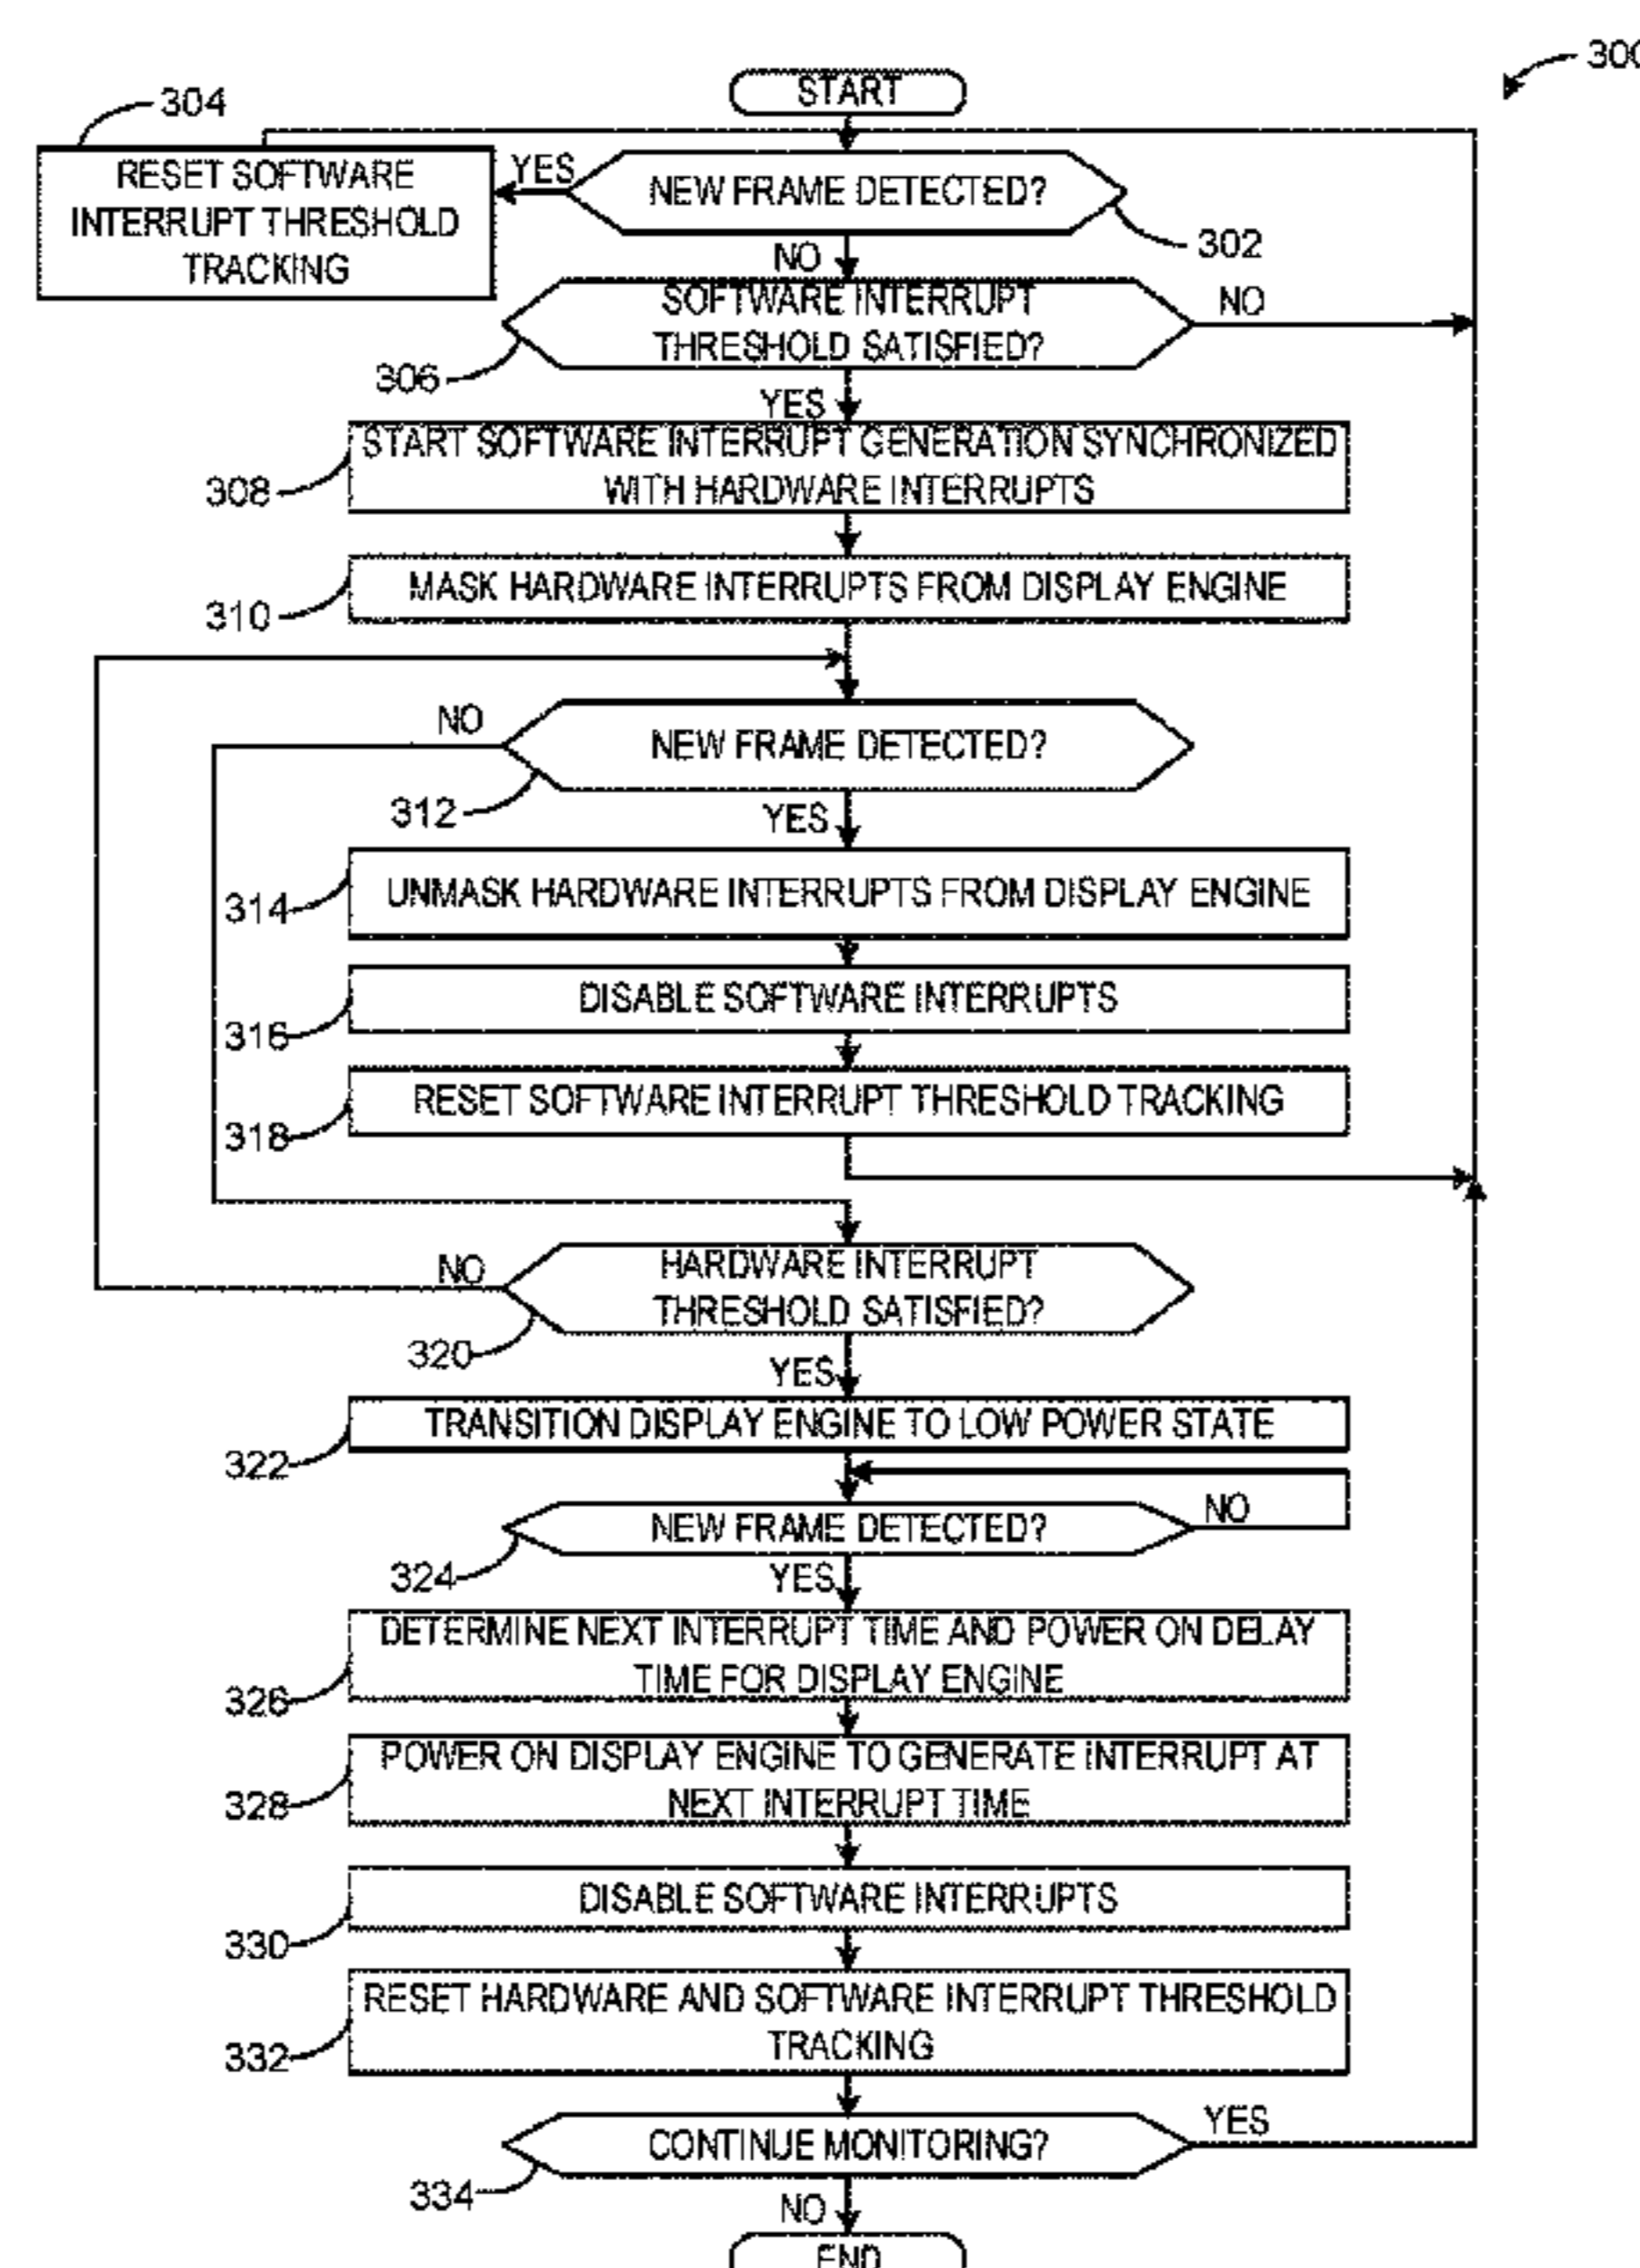 300
START
304
RESET SOFTWARE
INTERRUPT THRESHOLD
TRACKING
YES
NEW FRAME DETECTED?
302
NO
SOFTWARE INTERRUPT
THRESHOLD SATISFIED?
NO
306
YES
START SOFTWARE INTERRUPT GENERATION SYNCHRONIZED
WITH HARDWARE INTERRUPTS
308
MASK HARDWARE INTERRUPTS FROM DISPLAY ENGINE
310
NO
NEW FRAME DETECTED?
312
YES
UNMASK HARDWARE INTERRUPTS FROM DISPLAY ENGINE
314
DISABLE SOFTWARE INTERRUPTS
316
RESET SOFTWARE INTERRUPT THRESHOLD TRACKING
318
NO
HARDWARE INTERRUPT
THRESHOLD SATISFIED?
320
YES
TRANSITION DISPLAY ENGINE TO LOW POWER STATE
322
NEW FRAME DETECTED?
NO
324
YES
DETERMINE NEXT INTERRUPT TIME AND POWER ON DELAY
TIME FOR DISPLAY ENGINE
326
POWER ON DISPLAY ENGINE TO GENERATE INTERRUPT AT
NEXT INTERRUPT TIME
328
DISABLE SOFTWARE INTERRUPTS
330
RESET HARDWARE AND SOFTWARE INTERRUPT THRESHOLD
TRACKING
332
CONTINUE MONITORING?
YES
334
NO
END